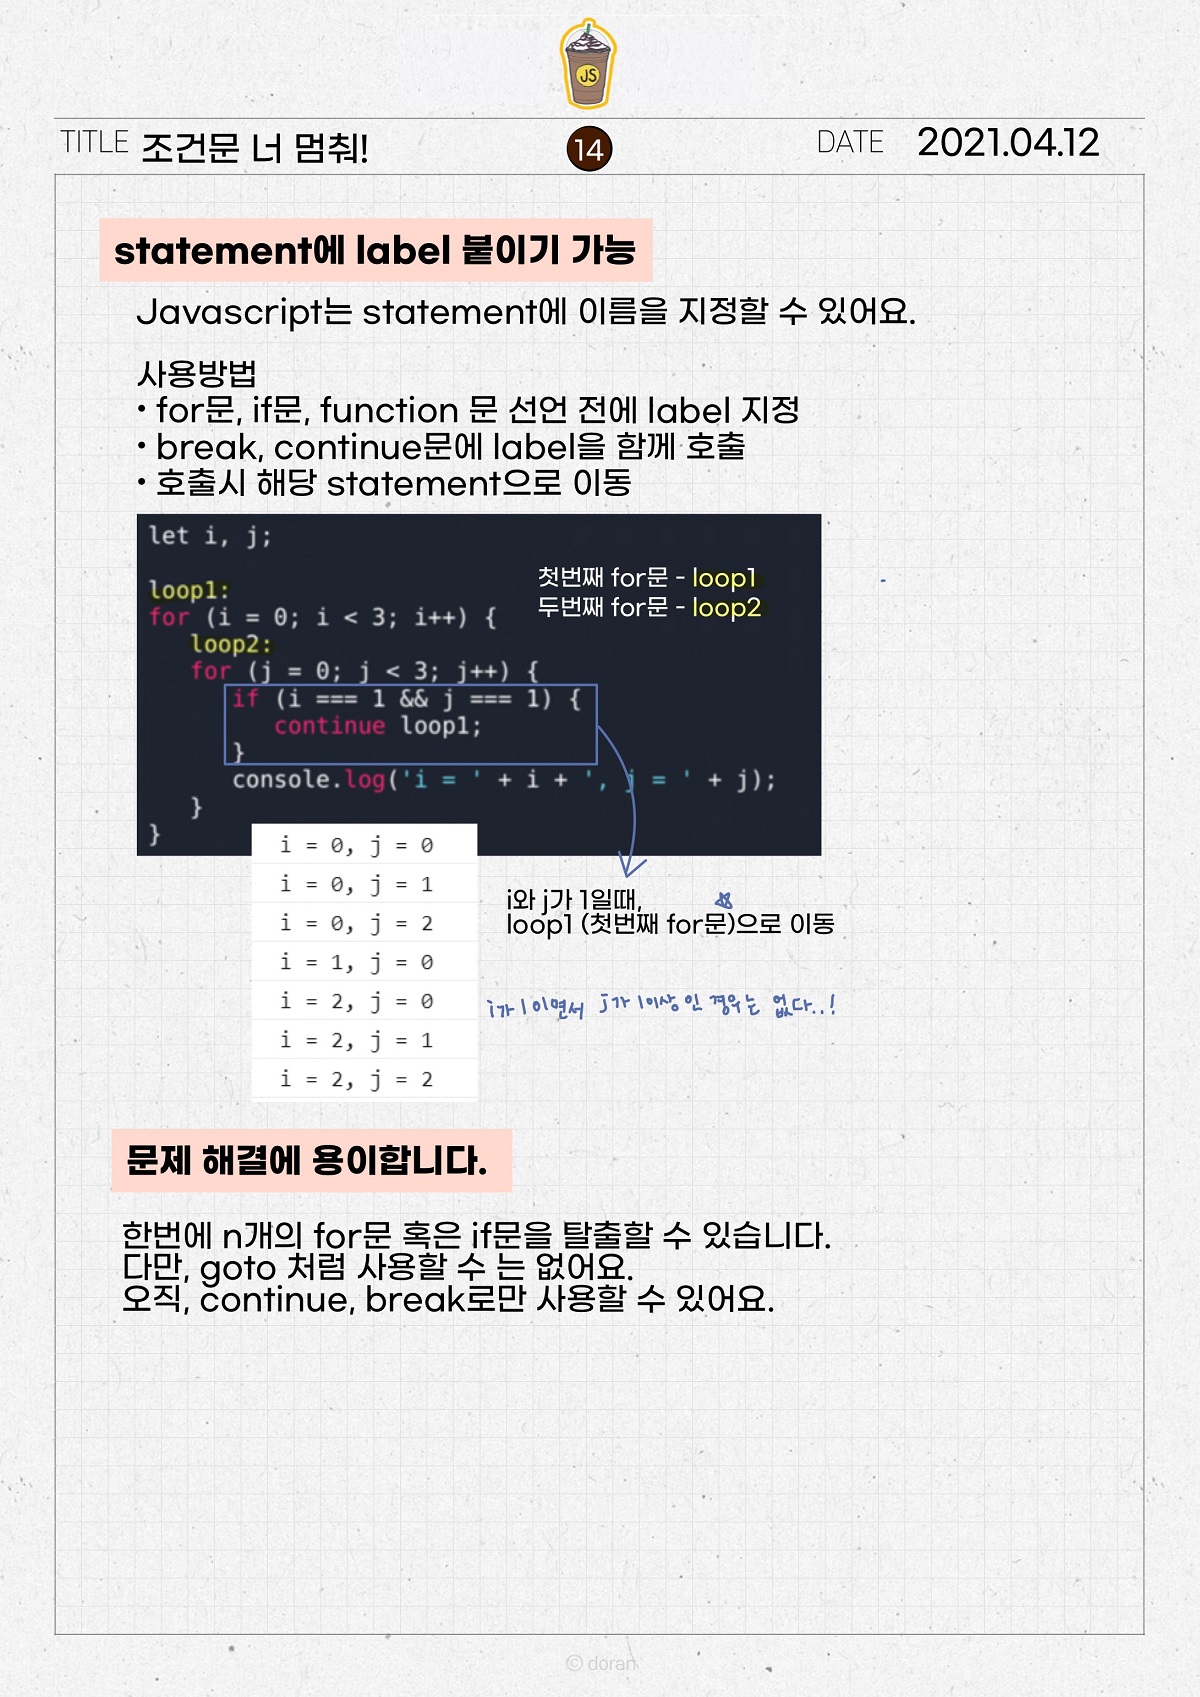 JS
TITLE 조건문 너 멈춰!
14
DATE 2021.04.12
statement에 label 붙이기 가능
Javascript는 statement에 이름을 지정할 수 있어요.
사용방법
• for문, if문, function 문 선언 전에 label 지정
• break, continue문에 label을 함께 호출
• 호출시 해당 statement으로 이동
let i, j;
loop1:
for (i = 0; i < 3; i++) {
loop2:
for (j = 0; j < 3; j++) {
if (i === 1 && j === 1) {
continue loop1;
}
console.log('i = ' + i + ', j = ' + j);
}
}
첫번째 for문 - loop1
두번째 for문 - loop2
i = 0, j = 0
i = 0, j = 1
i = 0, j = 2
i = 1, j = 0
i = 2, j = 0
i = 2, j = 1
i = 2, j = 2
i와 j가 1일때,
loop1 (첫번째 for문)으로 이동
i가 1이면서 j가 1이상인 경우는 없다..!
문제 해결에 용이합니다.
한번에 n개의 for문 혹은 if문을 탈출할 수 있습니다.
다만, goto 처럼 사용할 수 는 없어요.
오직, continue, break로만 사용할 수 있어요.
© doran